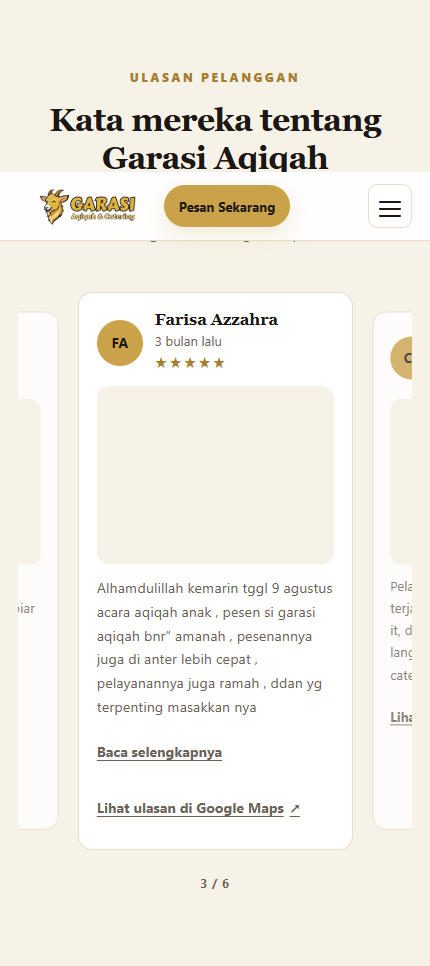 ULASAN PELANGGAN
Kata mereka tentang
Garasi Aqiqah
GARASI
Aqiqah & Catering
Pesan Sekarang
FA
Farisa Azzahra
3 bulan lalu
★★★★★
Alhamdulillah kemarin tggl 9 agustus
acara aqiqah anak , pesen si garasi
aqiqah bnr” amanah , pesenannya
juga di anter lebih cepat ,
pelayanannya juga ramah , ddan yg
terpenting masakkan nya
Baca selengkapnya
Lihat ulasan di Google Maps ↗
3 / 6